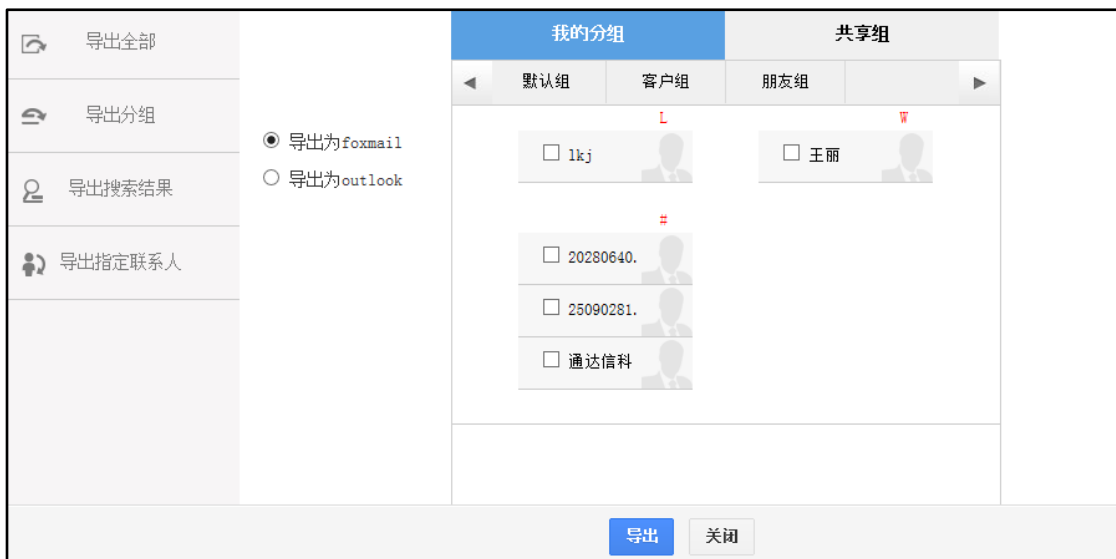 导出全部
导出分组
导出搜索结果
导出指定联系人
导出为foxmail
导出为outlook
我的分组 共享组
默认组 客户组 朋友组
L W
lkj 王丽
#
20280640.
25090281.
通达信科
导出 关闭